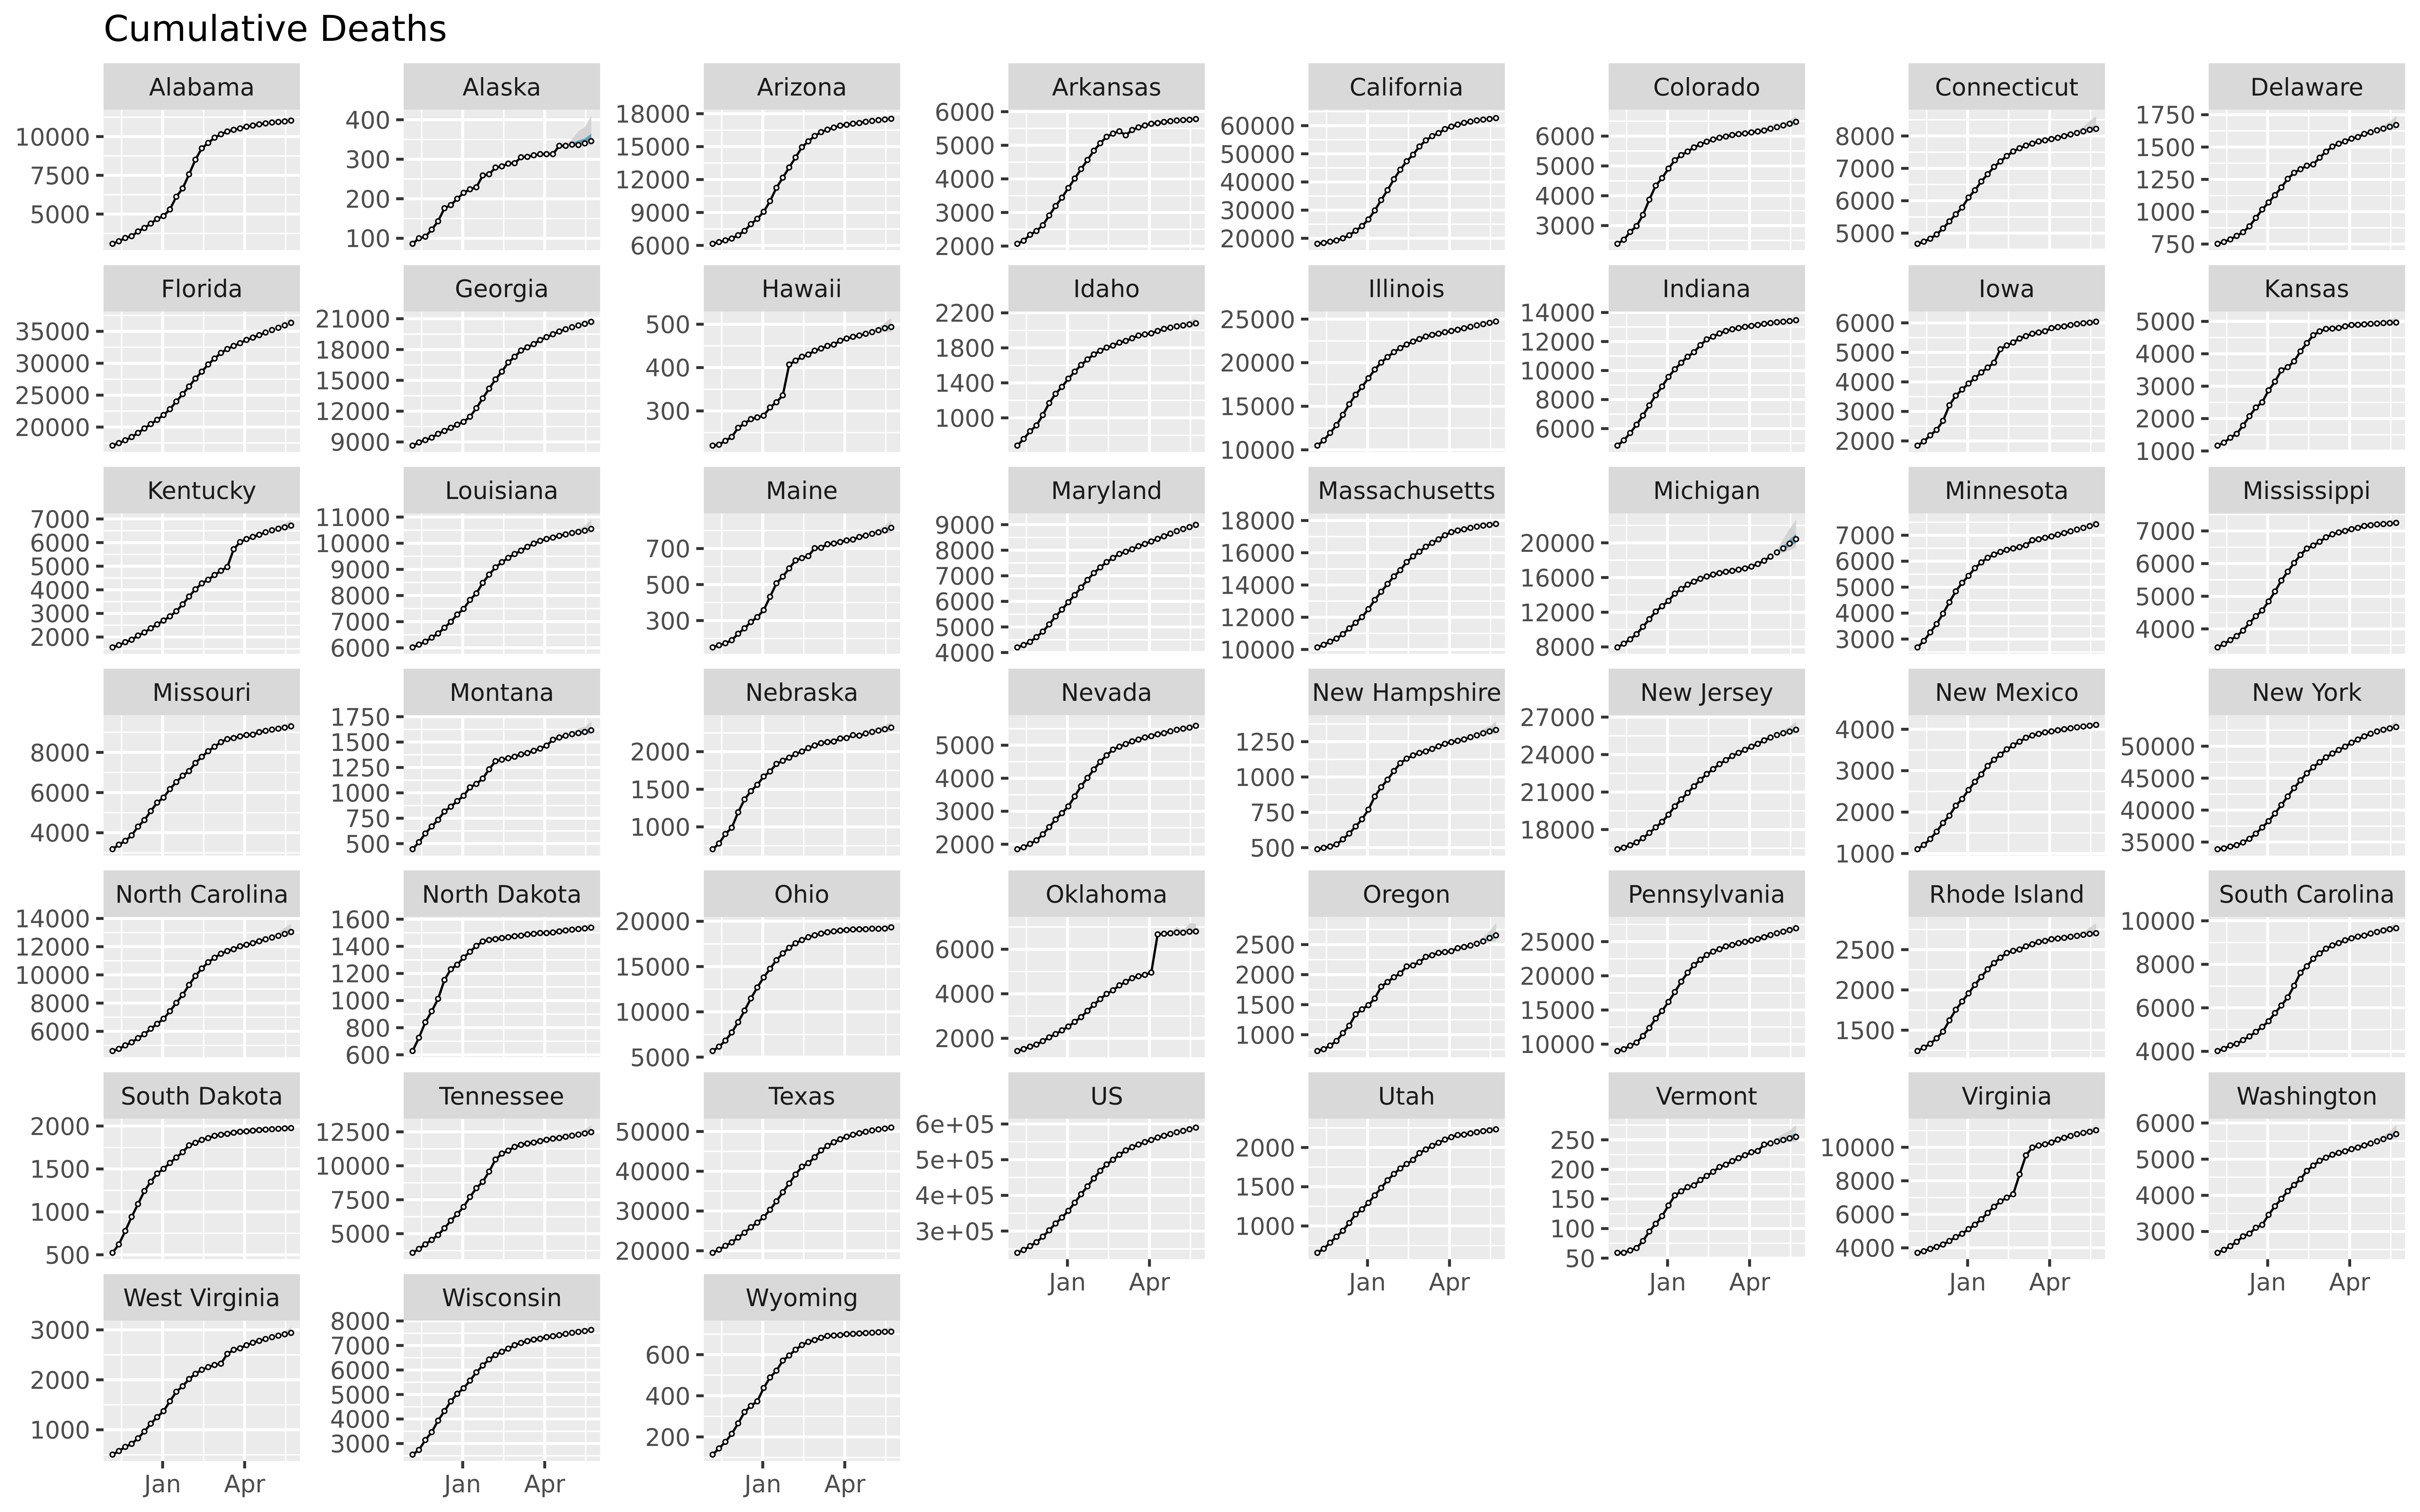 Cumulative Deaths
Alabama Alaska Arizona Arkansas California Colorado Connecticut Delaware
10000 7500 5000
400 300 200 100
18000 15000 12000 9000 6000
6000 5000 4000 3000 2000
60000 50000 40000 30000 20000
6000 5000 4000 3000
8000 7000 6000 5000
1750 1500 1250 1000 750
Florida Georgia Hawaii Idaho Illinois Indiana Iowa Kansas
35000 30000 25000 20000
21000 18000 15000 12000 9000
500 400 300
2200 1800 1400 1000
25000 20000 15000 10000
14000 12000 10000 8000 6000
6000 5000 4000 3000 2000
5000 4000 3000 2000 1000
Kentucky Louisiana Maine Maryland Massachusetts Michigan Minnesota Mississippi
7000 6000 5000 4000 3000 2000
11000 10000 9000 8000 7000 6000
700 500 300
9000 8000 7000 6000 5000 4000
18000 16000 14000 12000 10000
20000 16000 12000 8000
7000 6000 5000 4000 3000
7000 6000 5000 4000
Missouri Montana Nebraska Nevada New Hampshire New Jersey New Mexico New York
8000 6000 4000
1750 1500 1250 1000 750 500
2000 1500 1000
5000 4000 3000 2000
1250 1000 750 500
27000 24000 21000 18000
4000 3000 2000 1000
50000 45000 40000 35000
North Carolina North Dakota Ohio Oklahoma Oregon Pennsylvania Rhode Island South Carolina
14000 12000 10000 8000 6000
1600 1400 1200 1000 800 600
20000 15000 10000 5000
6000 4000 2000
2500 2000 1500 1000
25000 20000 15000 10000
2500 2000 1500
10000 8000 6000 4000
South Dakota Tennessee Texas US Utah Vermont Virginia Washington
2000 1500 1000 500
12500 10000 7500 5000
50000 40000 30000 20000
6e+05 5e+05 4e+05 3e+05
2000 1500 1000
250 200 150 100 50
10000 8000 6000 4000
6000 5000 4000 3000
Jan Apr Jan Apr Jan Apr Jan Apr Jan Apr
West Virginia Wisconsin Wyoming
3000 2000 1000
8000 7000 6000 5000 4000 3000
600 400 200
Jan Apr Jan Apr Jan Apr